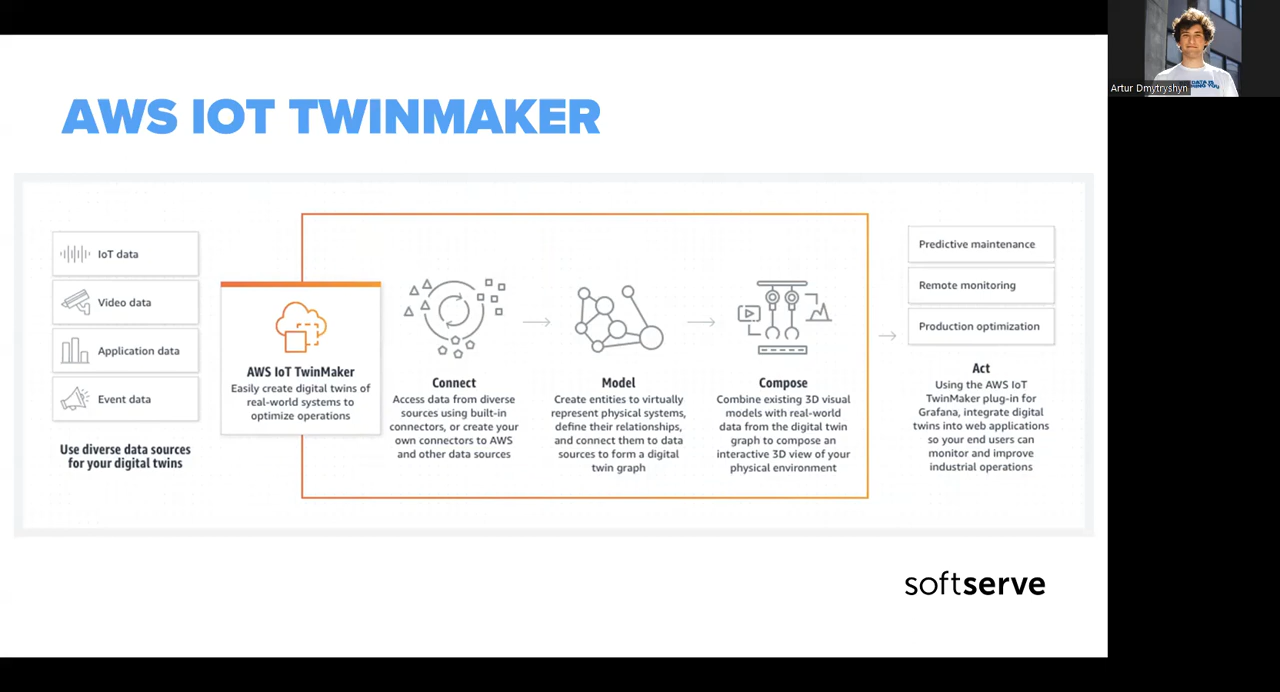 AWS IOT TWINMAKER
IoT data
Video data
Application data
Event data
Use diverse data sources
for your digital twins
AWS IoT TwinMaker
Easily create digital twins of
real-world systems to
optimize operations
Connect
Access data from diverse
sources using built-in
connectors, or create your
own connectors to AWS
and other data sources
Model
Create entities to virtually
represent physical systems,
define their relationships,
and connect them to data
sources to form a digital
twin graph
Compose
Combine existing 3D visual
models with real-world
data from the digital twin
graph to compose an
interactive 3D view of your
physical environment
Predictive maintenance
Remote monitoring
Production optimization
Act
Using the AWS IoT
TwinMaker plug-in for
Grafana, integrate digital
twins into web applications
so your end users can
monitor and improve
industrial operations
softserve
Artur Dmytryshyn